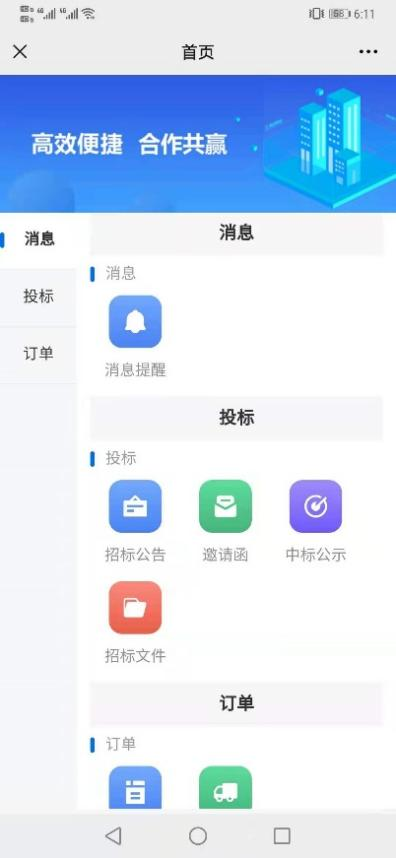 6:11
首页
高效便捷 合作共赢
消息
投标
订单
消息
消息
消息提醒
投标
投标
招标公告 邀请函 中标公示
招标文件
订单
订单